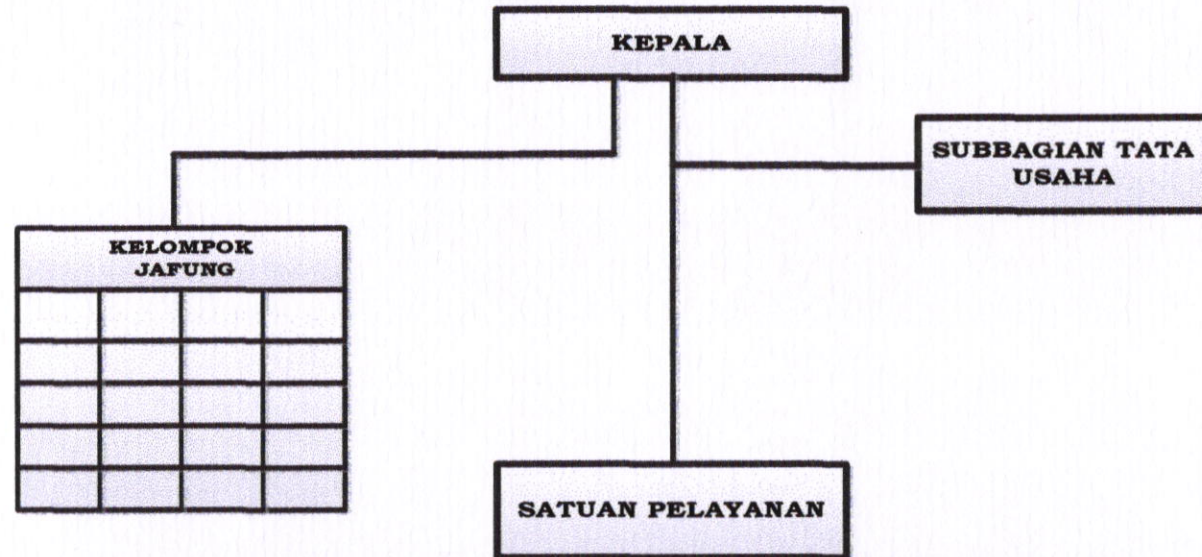 KEPALA
SUBBAGIAN TATA
USAHA
KELOMPOK
JAFUNG
SATUAN PELAYANAN